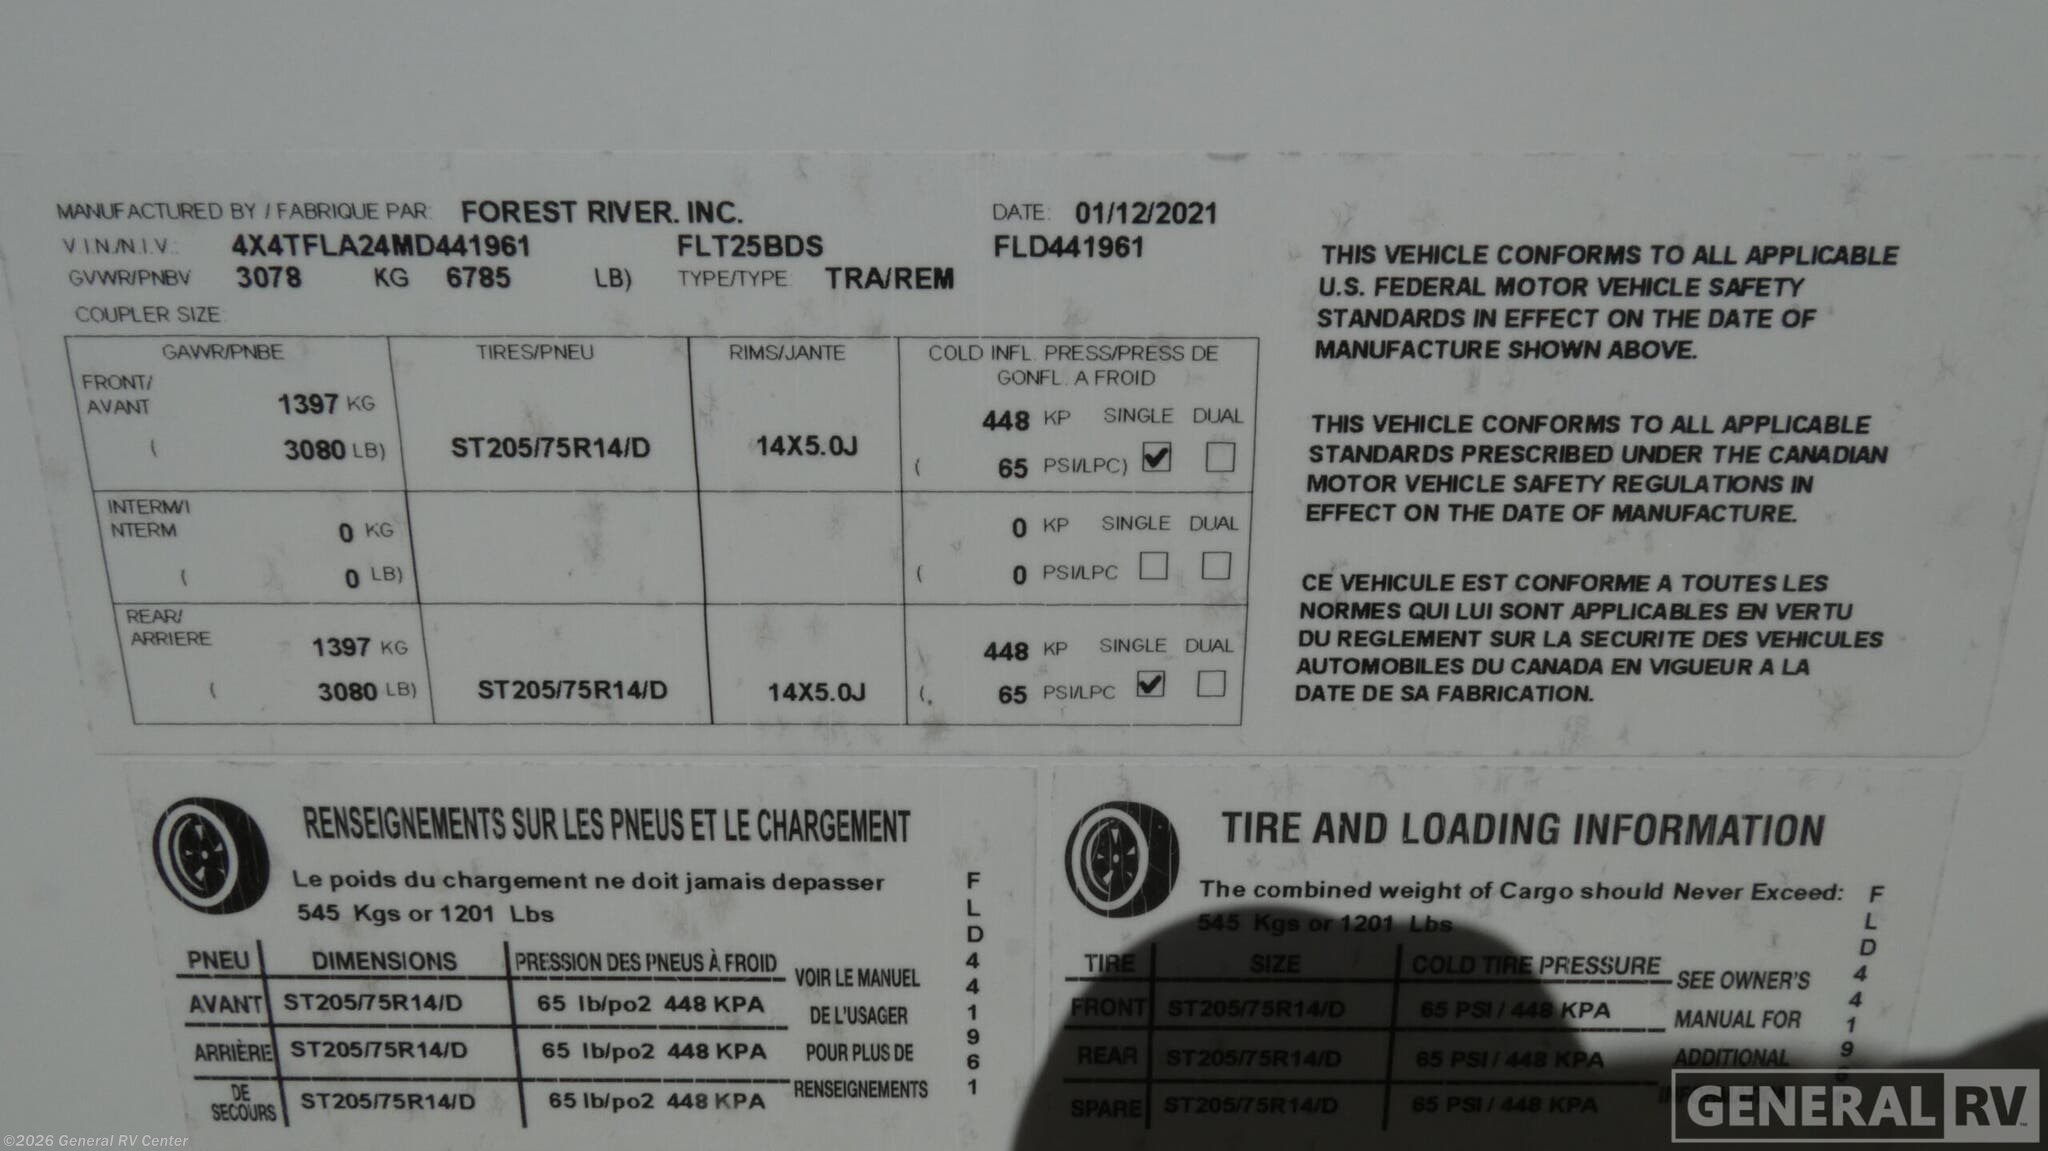 MANUFACTURED BY / FABRIQUE PAR: FOREST RIVER. INC. DATE: 01/12/2021
V.I.N./N.I.V.: 4X4TFLA24MD441961 FLT25BDS FLD441961
GVWR/PNBV 3078 KG 6785 LB) TYPE/TYPE: TRA/REM
COUPLER SIZE:
GAWR/PNBE TIRES/PNEU RIMS/JANTE COLD INFL. PRESS/PRESS DE
GONFL. A FROID
FRONT/
AVANT 1397 KG 448 KP SINGLE DUAL
( 3080 LB) ST205/75R14/D 14X5.0J ( 65 PSI/LPC)
INTERM/I
NTERM 0 KG 0 KP SINGLE DUAL
( 0 LB) ( 0 PSI/LPC
REAR/
ARRIERE 1397 KG 448 KP SINGLE DUAL
( 3080 LB) ST205/75R14/D 14X5.0J (. 65 PSI/LPC
THIS VEHICLE CONFORMS TO ALL APPLICABLE
U.S. FEDERAL MOTOR VEHICLE SAFETY
STANDARDS IN EFFECT ON THE DATE OF
MANUFACTURE SHOWN ABOVE.
THIS VEHICLE CONFORMS TO ALL APPLICABLE
STANDARDS PRESCRIBED UNDER THE CANADIAN
MOTOR VEHICLE SAFETY REGULATIONS IN
EFFECT ON THE DATE OF MANUFACTURE.
CE VEHICULE EST CONFORME A TOUTES LES
NORMES QUI LUI SONT APPLICABLES EN VERTU
DU REGLEMENT SUR LA SECURITE DES VEHICULES
AUTOMOBILES DU CANADA EN VIGUEUR A LA
DATE DE SA FABRICATION.
RENSEIGNEMENTS SUR LES PNEUS ET LE CHARGEMENT
Le poids du chargement ne doit jamais depasser
545 Kgs or 1201 Lbs
PNEU DIMENSIONS PRESSION DES PNEUS À FROID
AVANT ST205/75R14/D 65 lb/po2 448 KPA
ARRIÈRE ST205/75R14/D 65 lb/po2 448 KPA
DE
SECOURS ST205/75R14/D 65 lb/po2 448 KPA
VOIR LE MANUEL
DE L'USAGER
POUR PLUS DE
RENSEIGNEMENTS
FLD441961
TIRE AND LOADING INFORMATION
The combined weight of Cargo should Never Exceed:
545 Kgs or 1201 Lbs
TIRE SIZE COLD TIRE PRESSURE
FRONT ST205/75R14/D 65 PSI / 448 KPA
REAR ST205/75R14/D 65 PSI / 448 KPA
SPARE ST205/75R14/D 65 PSI / 448 KPA
SEE OWNER'S
MANUAL FOR
ADDITIONAL
FLD4419
GENERAL RV
©2026 General RV Center